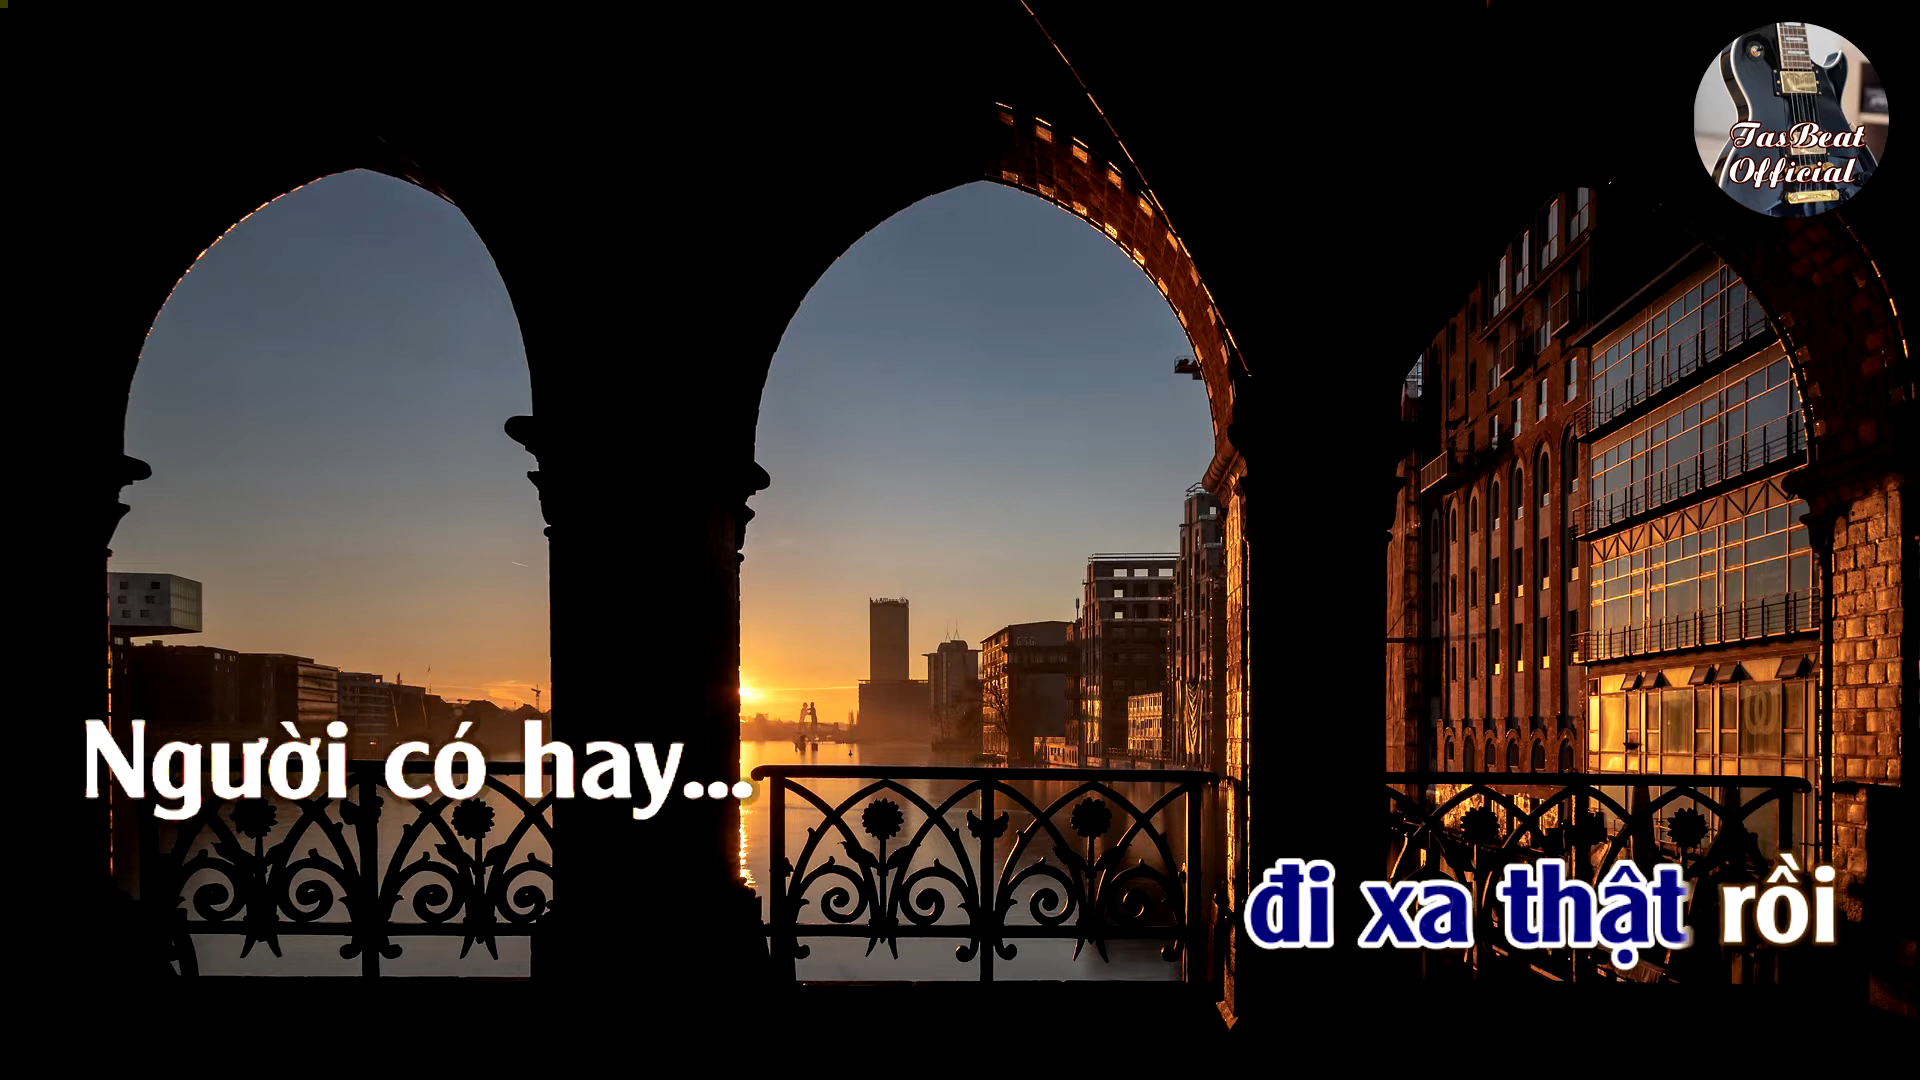 TasBeat
Official
Người có hay...
đi xa thật rồi